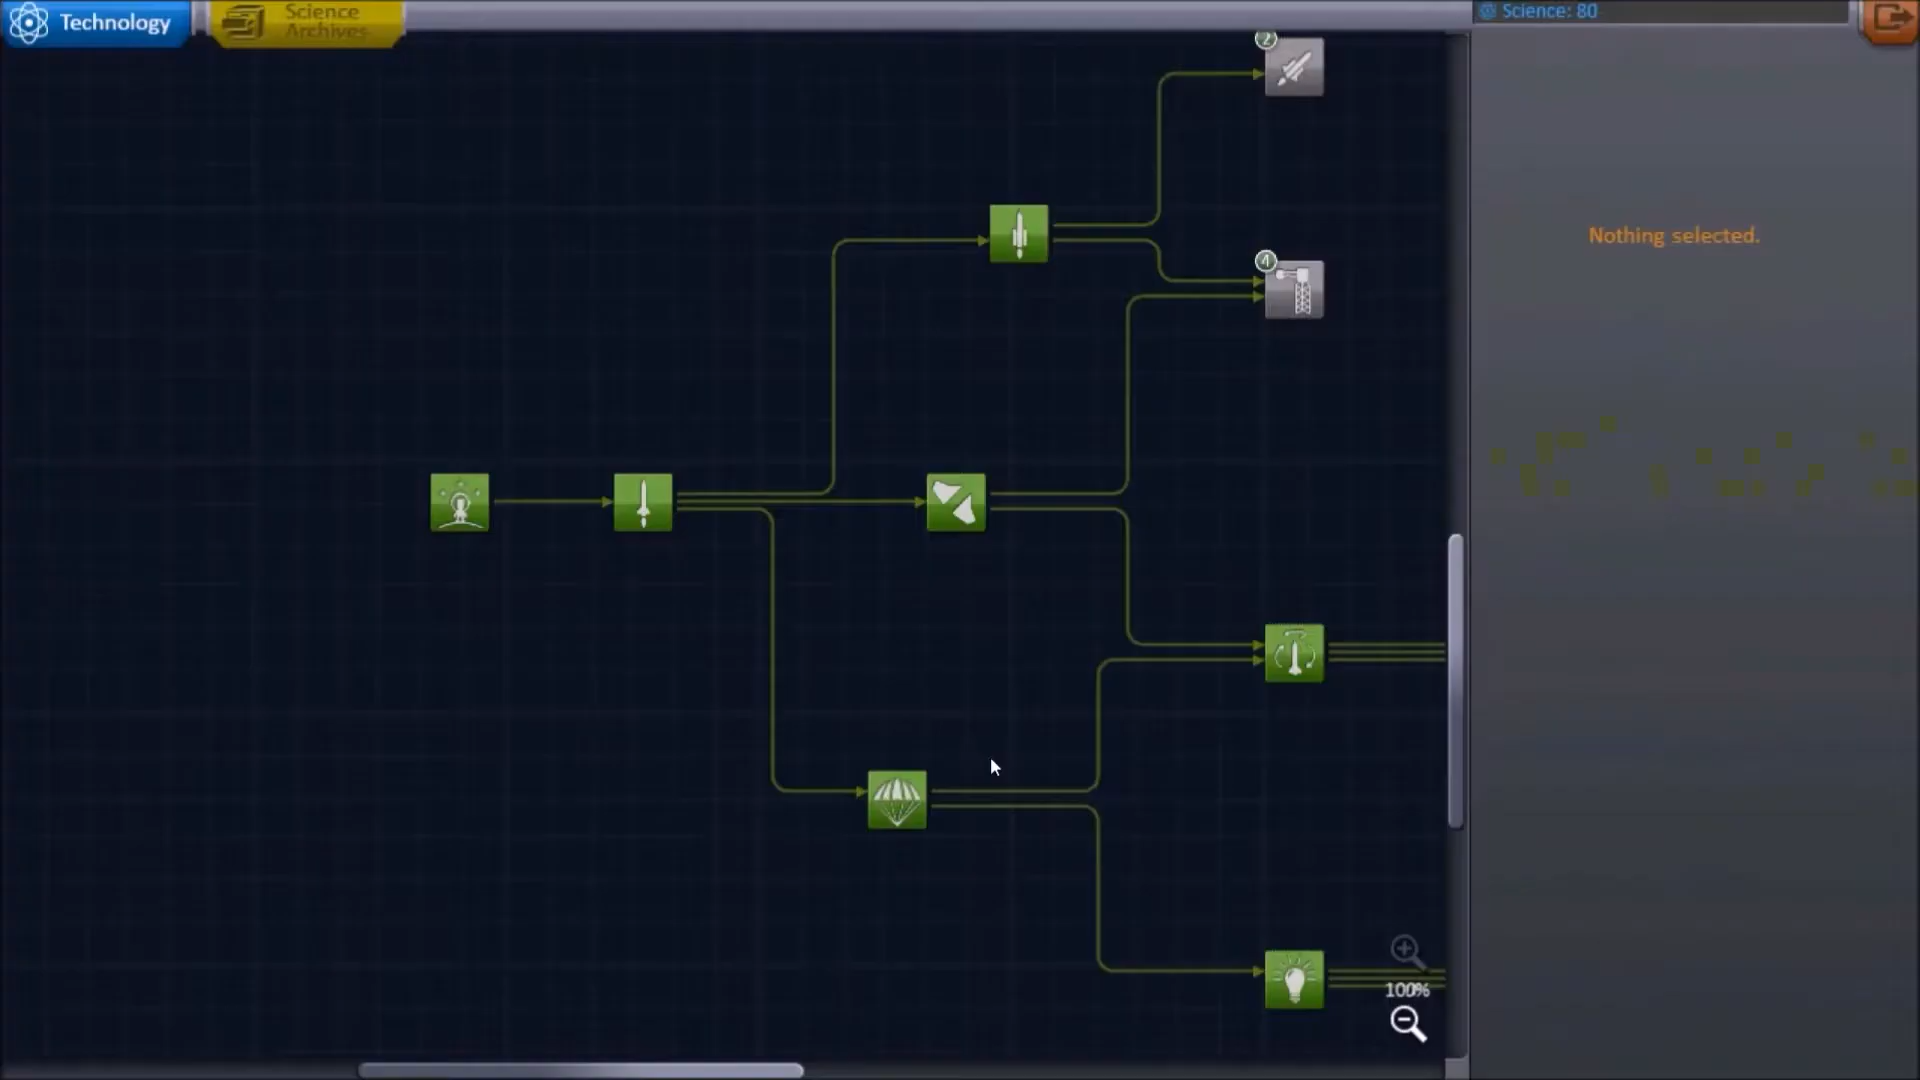 Technology
Science
Archives
Science: 80
2
4
Nothing selected.
100%